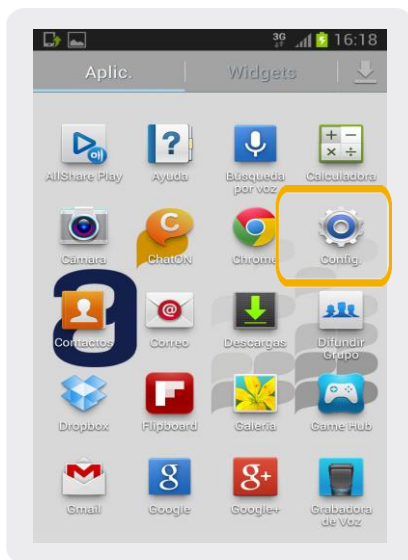 3G 16:18
Aplic. Widgets
AllShare Play Ayuda Búsqueda por voz Calculadora
Cámara ChatON Chrome Config.
Contactos Correo Descargas Difundir Grupo
Dropbox Flipboard Galería Game Hub
Gmail Google Google+ Grabadora de Voz